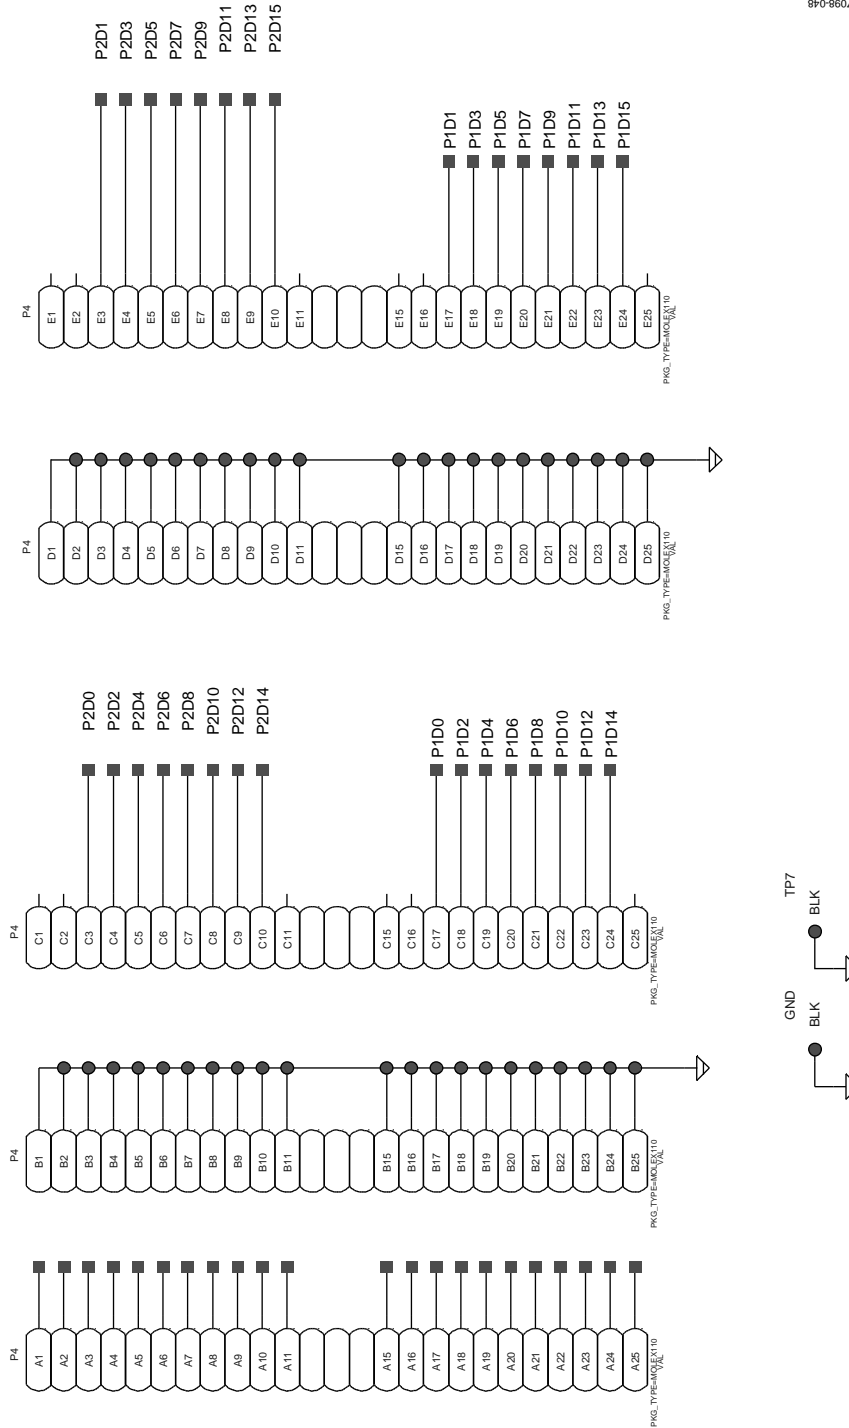 7098-048
P2D1
P2D3
P2D5
P2D7
P2D9
P2D11
P2D13
P2D15
P1D1
P1D3
P1D5
P1D7
P1D9
P1D11
P1D13
P1D15
P4
E1
E2
E3
E4
E5
E6
E7
E8
E9
E10
E11
E15
E16
E17
E18
E19
E20
E21
E22
E23
E24
E25
PKG_TYPE=MOLEX110
VAL
P4
D1
D2
D3
D4
D5
D6
D7
D8
D9
D10
D11
D15
D16
D17
D18
D19
D20
D21
D22
D23
D24
D25
PKG_TYPE=MOLEX110
VAL
P2D0
P2D2
P2D4
P2D6
P2D8
P2D10
P2D12
P2D14
P1D0
P1D2
P1D4
P1D6
P1D8
P1D10
P1D12
P1D14
P4
C1
C2
C3
C4
C5
C6
C7
C8
C9
C10
C11
C15
C16
C17
C18
C19
C20
C21
C22
C23
C24
C25
PKG_TYPE=MOLEX110
VAL
TP7
BLK
GND
BLK
P4
B1
B2
B3
B4
B5
B6
B7
B8
B9
B10
B11
B15
B16
B17
B18
B19
B20
B21
B22
B23
B24
B25
PKG_TYPE=MOLEX110
VAL
P4
A1
A2
A3
A4
A5
A6
A7
A8
A9
A10
A11
A15
A16
A17
A18
A19
A20
A21
A22
A23
A24
A25
PKG_TYPE=MOLEX110
VAL